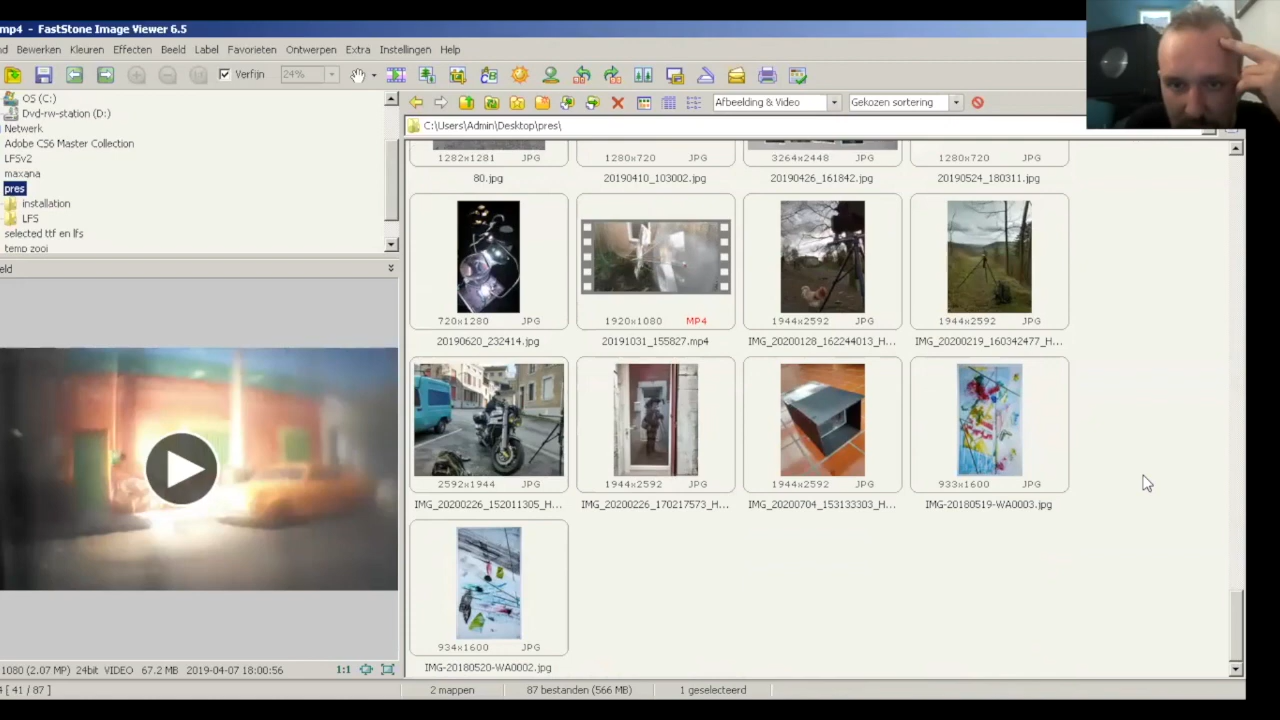 mp4 - FastStone Image Viewer 6.5
Bewerken Kleuren Effecten Beeld Label Favorieten Ontwerpen Extra Instellingen Help
Verfijn 24%
OS (C:)
Dvd-rw-station (D:)
Netwerk
Adobe CS6 Master Collection
LFSv2
maxana
pres
installation
LFS
selected ttf en lfs
temp zooi
eld
Afbeelding & Video Gekozen sortering
C:\Users\Admin\Desktop\pres\
1282x1281 JPG 1280x720 JPG 3264x2448 JPG 1280x720 JPG
80.jpg 20190410_103002.jpg 20190426_161842.jpg 20190524_180311.jpg
720x1280 JPG 1920x1080 MP4 1944x2592 JPG 1944x2592 JPG
20190620_232414.jpg 20191031_155827.mp4 IMG_20200128_162244013_H... IMG_20200219_160342477_H...
2592x1944 JPG 1944x2592 JPG 1944x2592 JPG 933x1600 JPG
IMG_20200226_152011305_H... IMG_20200226_170217573_H... IMG_20200704_153133303_H... IMG-20180519-WA0003.jpg
934x1600 JPG
IMG-20180520-WA0002.jpg
1080 (2.07 MP) 24bit VIDEO 67.2 MB 2019-04-07 18:00:56 1:1
[ 41 / 87 ] 2 mappen 87 bestanden (566 MB) 1 geselecteerd